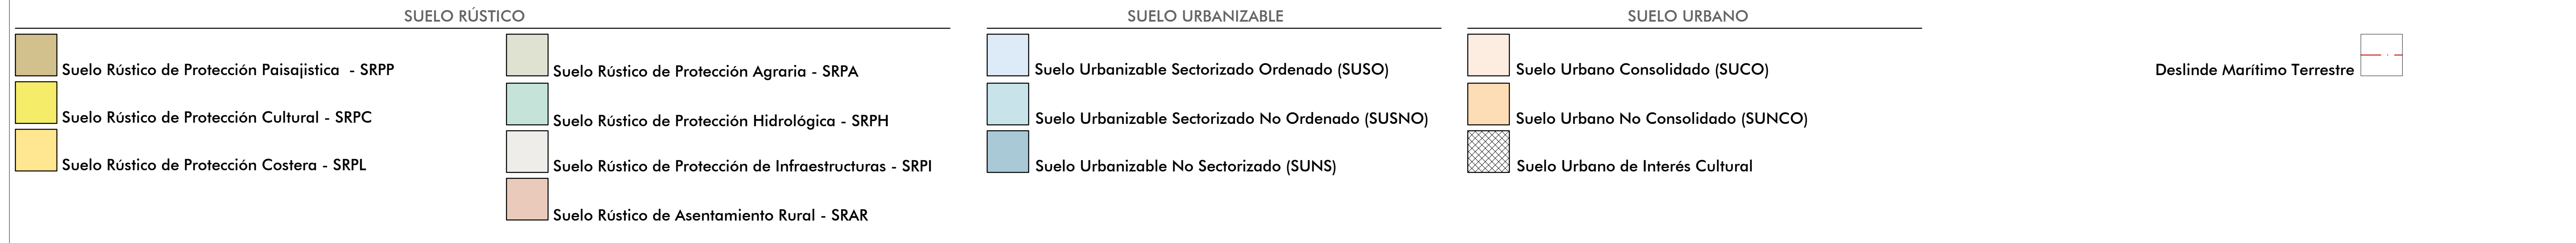 SUELO RÚSTICO
Suelo Rústico de Protección Paisajistica - SRPP
Suelo Rústico de Protección Cultural - SRPC
Suelo Rústico de Protección Costera - SRPL
Suelo Rústico de Protección Agraria - SRPA
Suelo Rústico de Protección Hidrológica - SRPH
Suelo Rústico de Protección de Infraestructuras - SRPI
Suelo Rústico de Asentamiento Rural - SRAR
SUELO URBANIZABLE
Suelo Urbanizable Sectorizado Ordenado (SUSO)
Suelo Urbanizable Sectorizado No Ordenado (SUSNO)
Suelo Urbanizable No Sectorizado (SUNS)
SUELO URBANO
Suelo Urbano Consolidado (SUCO)
Suelo Urbano No Consolidado (SUNCO)
Suelo Urbano de Interés Cultural
Deslinde Marítimo Terrestre